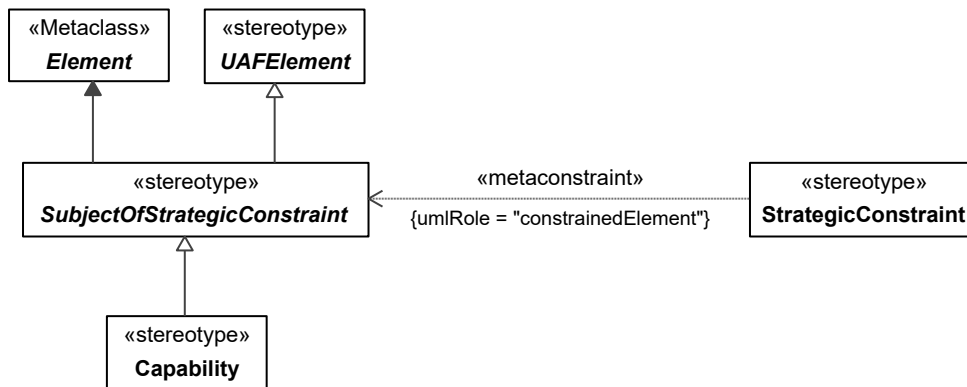 «Metaclass»
Element
«stereotype»
UAFElement
«stereotype»
SubjectOfStrategicConstraint
«metaconstraint»
{umlRole = "constrainedElement"}
«stereotype»
StrategicConstraint
«stereotype»
Capability